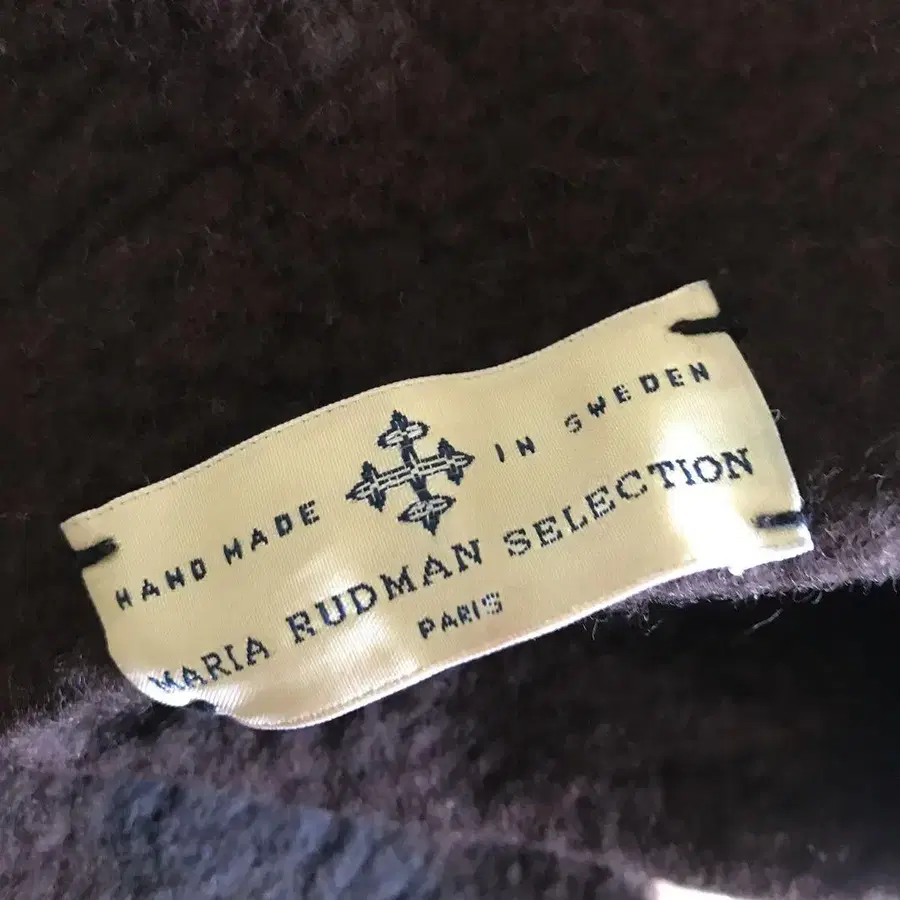 HAND MADE IN SWEDEN
MARIA RUDMAN SELECTION
PARIS